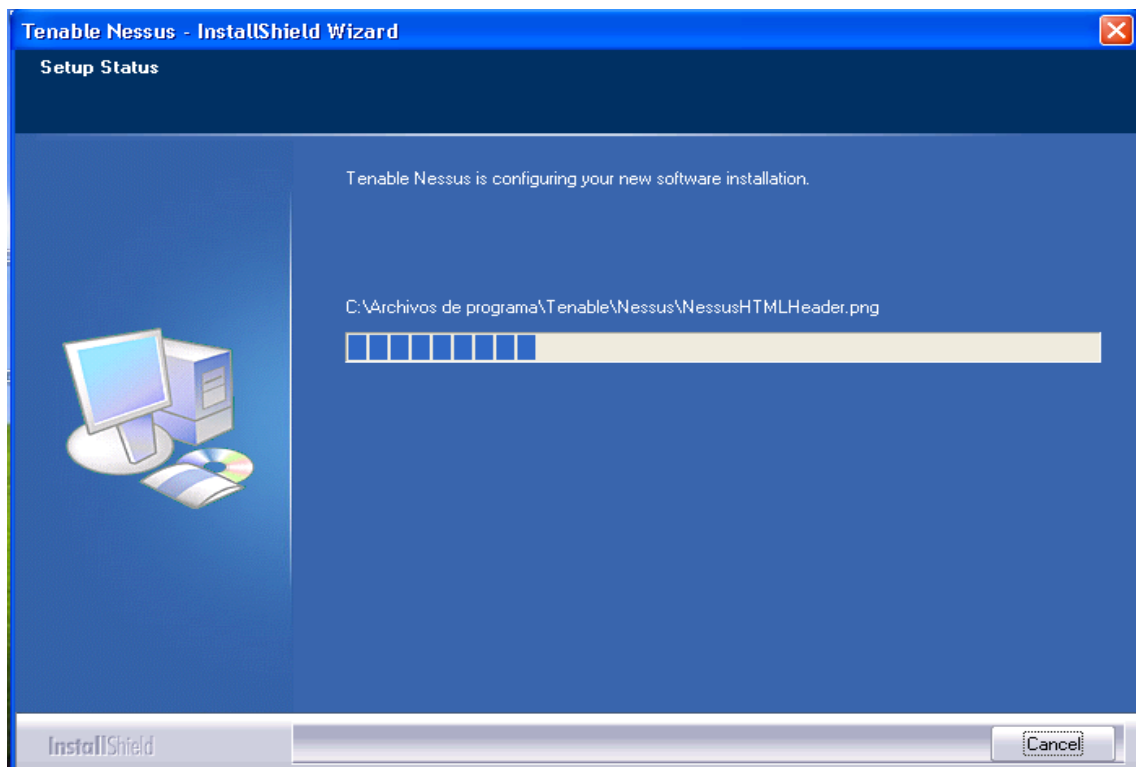 Tenable Nessus - InstallShield Wizard
Setup Status
Tenable Nessus is configuring your new software installation.
C:\Archivos de programa\Tenable\Nessus\NessusHTMLHeader.png
InstallShield
Cancel